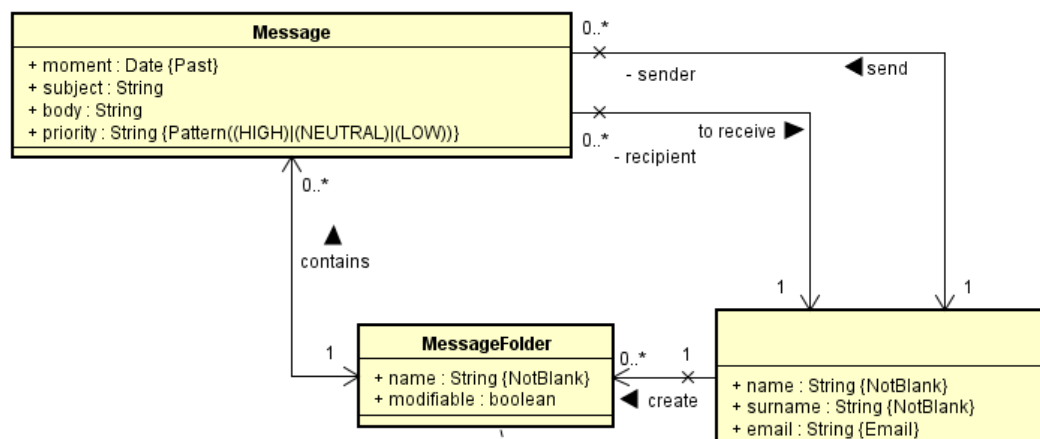 Message
+ moment : Date {Past}
+ subject : String
+ body : String
+ priority : String {Pattern((HIGH)|(NEUTRAL)|(LOW))}
0..*
- sender
send
0..*
- recipient
to receive
0..*
contains
1
1
1
MessageFolder
+ name : String {NotBlank}
+ modifiable : boolean
0..*
1
create
+ name : String {NotBlank}
+ surname : String {NotBlank}
+ email : String {Email}